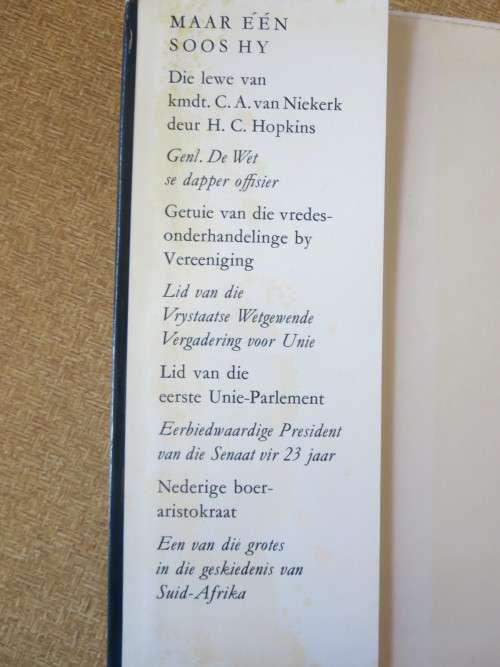 MAAR EÉN
SOOS HY
Die lewe van
kmdt. C. A. van Niekerk
deur H. C. Hopkins
Genl. De Wet
se dapper offisier
Getuie van die vredes-
onderhandelinge by
Vereeniging
Lid van die
Vrystaatse Wetgewende
Vergadering voor Unie
Lid van die
eerste Unie-Parlement
Eerbiedwaardige President
van die Senaat vir 23 jaar
Nederige boer-
aristokraat
Een van die grotes
in die geskiedenis van
Suid-Afrika